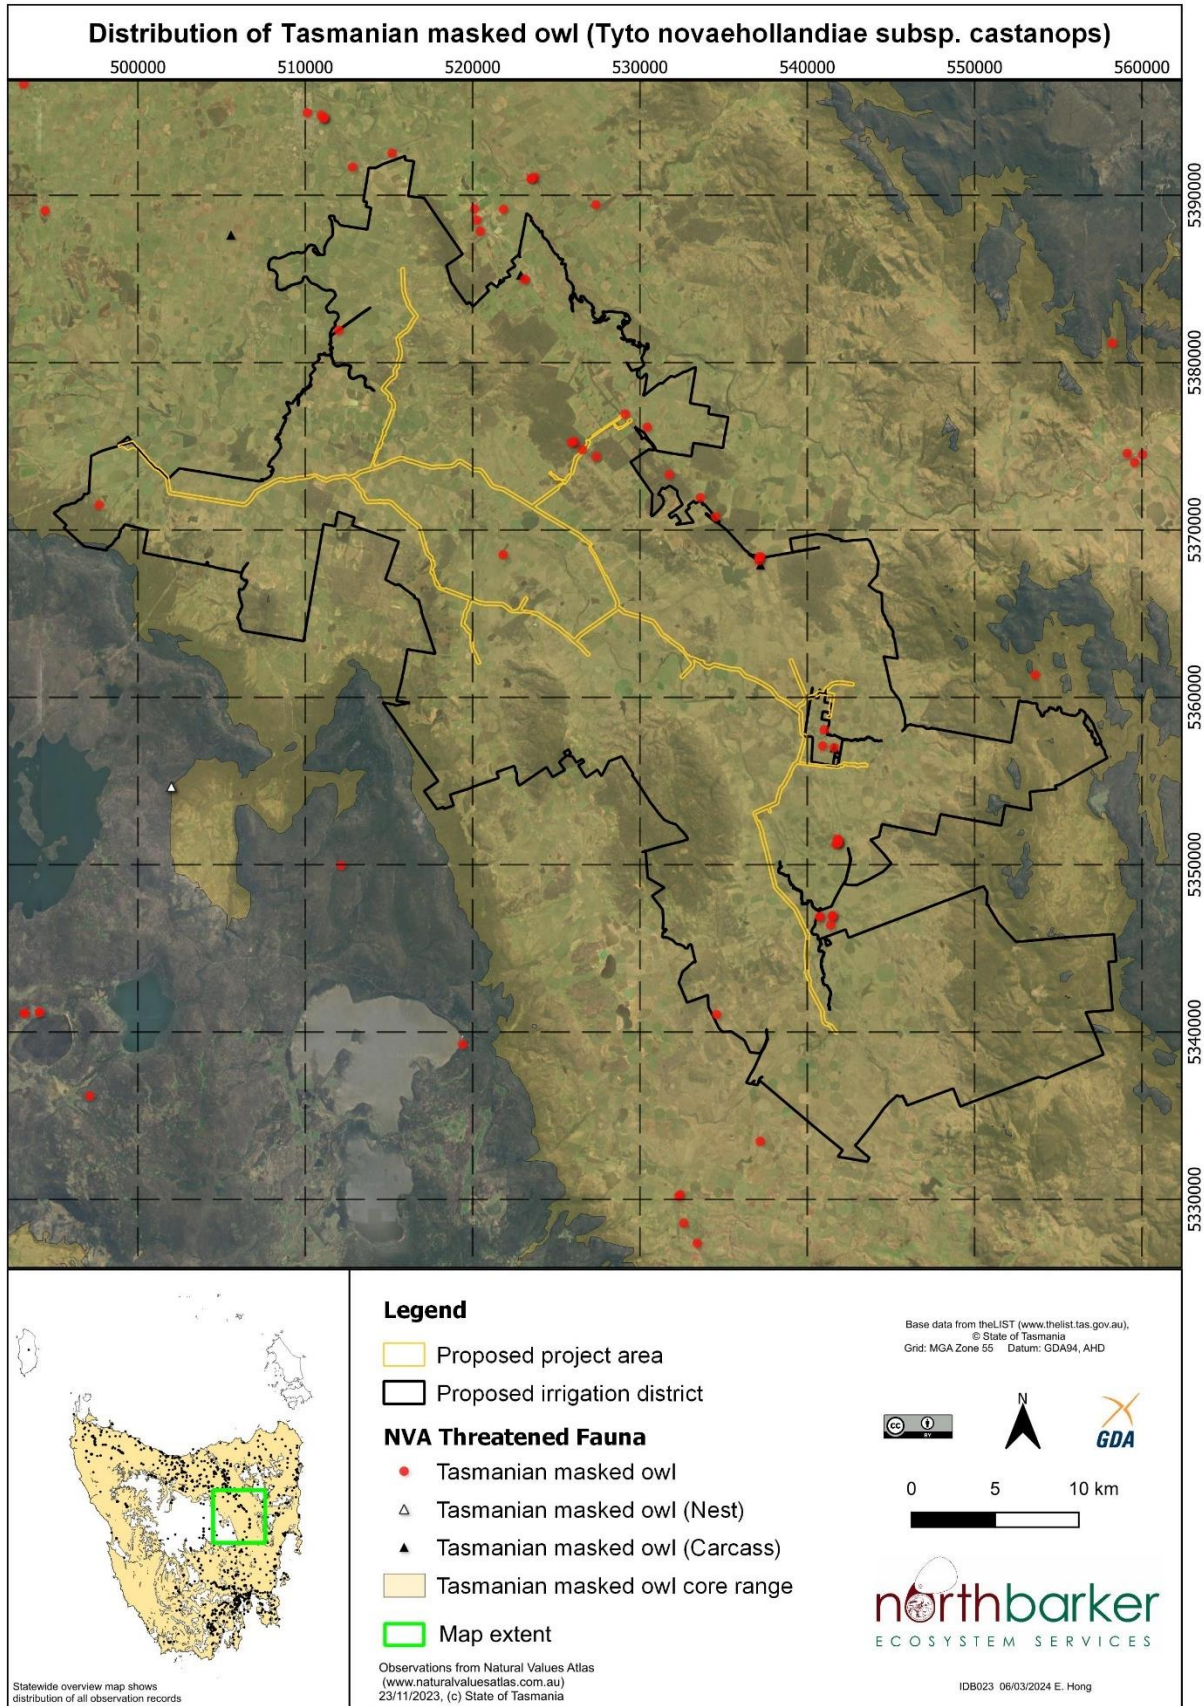 Distribution of Tasmanian masked owl (Tyto novaehollandiae subsp. castanops)
500000 510000 520000 530000 540000 550000 560000
5390000
5380000
5370000
5360000
5350000
5340000
5330000
Statewide overview map shows
distribution of all observation records
Legend
Proposed project area
Proposed irrigation district
NVA Threatened Fauna
Tasmanian masked owl
Tasmanian masked owl (Nest)
Tasmanian masked owl (Carcass)
Tasmanian masked owl core range
Map extent
Observations from Natural Values Atlas
(www.naturalvaluesatlas.com.au)
23/11/2023, (c) State of Tasmania
Base data from theLIST (www.thelist.tas.gov.au),
© State of Tasmania
Grid: MGA Zone 55 Datum: GDA94, AHD
cc BY
N
GDA
0 5 10 km
northbarker
ECOSYSTEM SERVICES
IDB023 06/03/2024 E. Hong